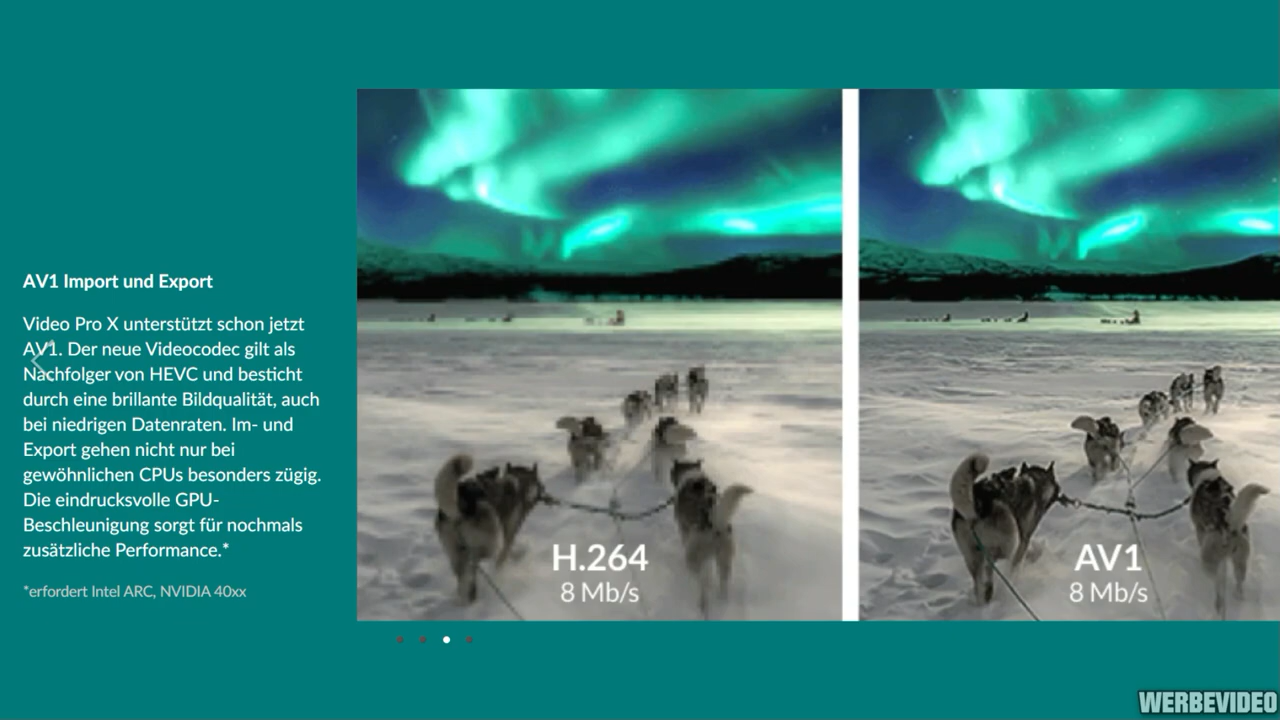 AV1 Import und Export
Video Pro X unterstützt schon jetzt
AV1. Der neue Videocodec gilt als
Nachfolger von HEVC und besticht
durch eine brillante Bildqualität, auch
bei niedrigen Datenraten. Im- und
Export gehen nicht nur bei
gewöhnlichen CPUs besonders zügig.
Die eindrucksvolle GPU-
Beschleunigung sorgt für nochmals
zusätzliche Performance.*
*erfordert Intel ARC, NVIDIA 40xx
H.264
8 Mb/s
AV1
8 Mb/s
WERBEVIDEO